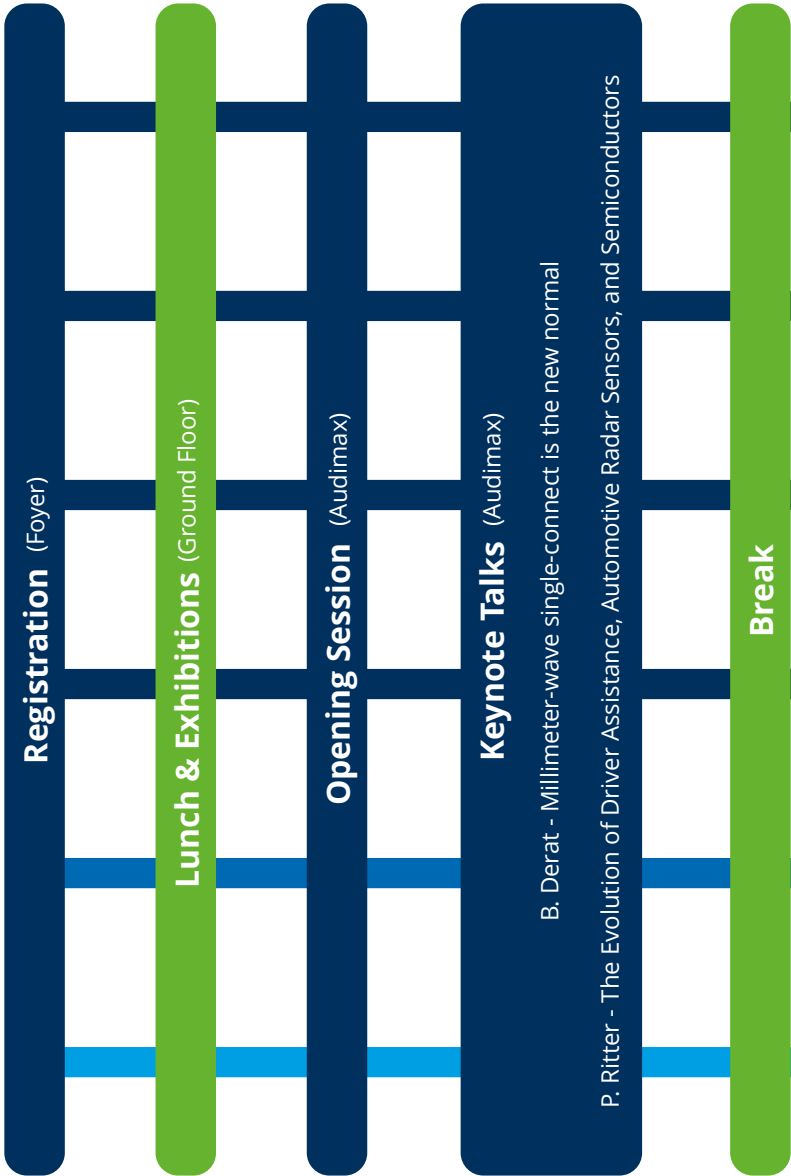 Registration (Foyer)
Lunch & Exhibitions (Ground Floor)
Opening Session (Audimax)
Keynote Talks (Audimax)
B. Derat - Millimeter-wave single-connect is the new normal
P. Ritter - The Evolution of Driver Assistance, Automotive Radar Sensors, and Semiconductors
Break